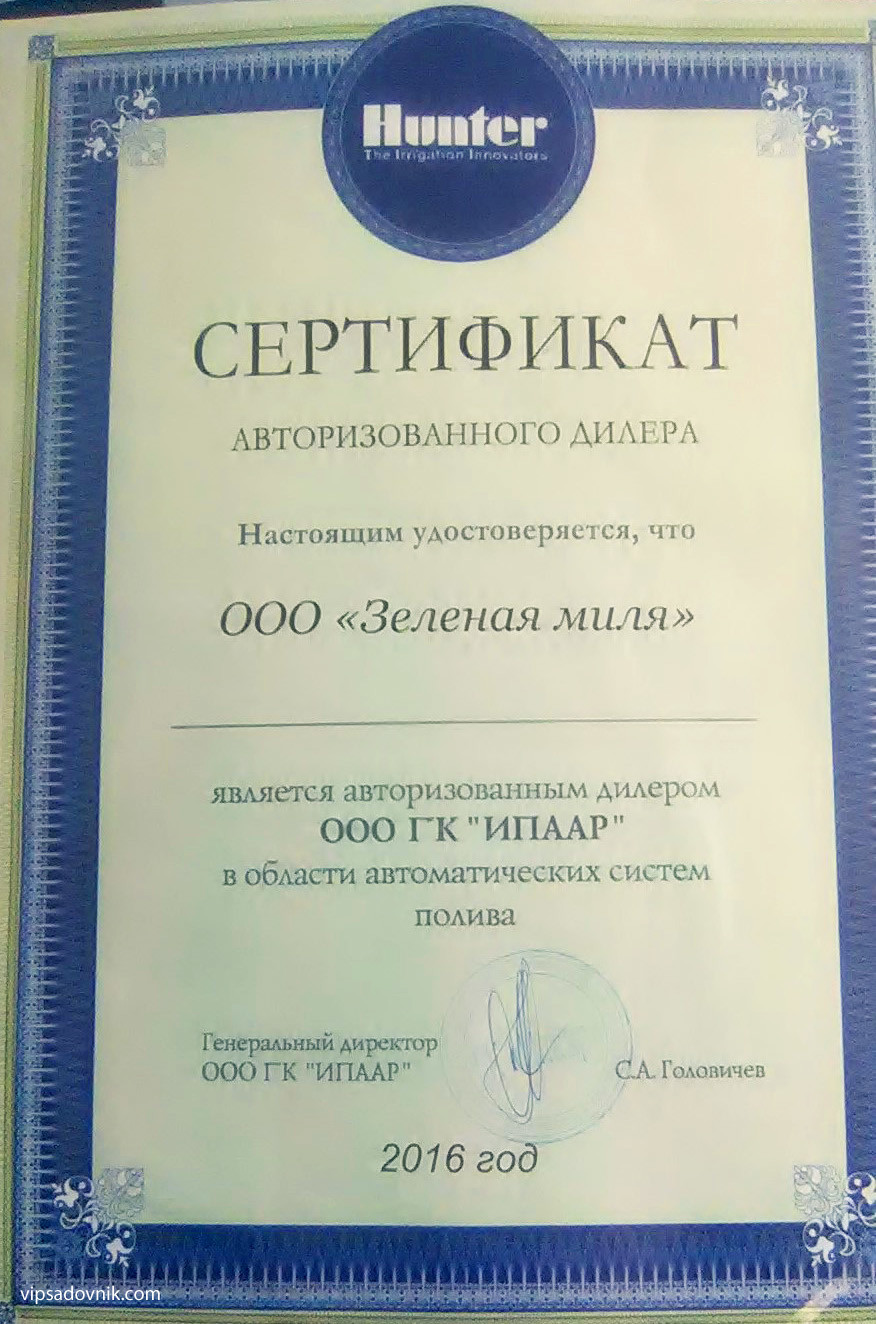 Hunter
The Irrigation Innovators
СЕРТИФИКАТ
АВТОРИЗОВАННОГО ДИЛЕРА
Настоящим удостоверяется, что
ООО «Зеленая миля»
является авторизованным дилером
ООО ГК "ИПААР"
в области автоматических систем
полива
Генеральный директор
ООО ГК "ИПААР"
С.А. Головичев
2016 год
vipsadovnik.com